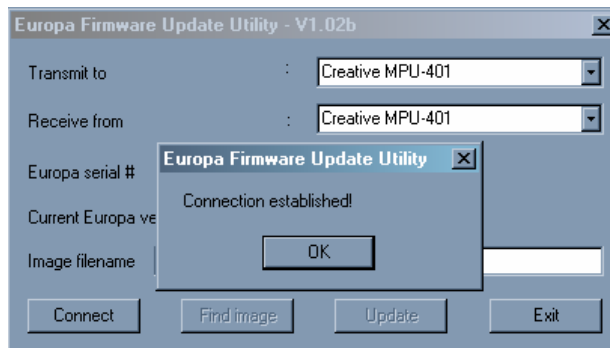 Europa Firmware Update Utility - V1.02b
Transmit to : Creative MPU-401
Receive from : Creative MPU-401
Europa Firmware Update Utility
Europa serial #
Connection established!
Current Europa ve
OK
Image filename
Connect Find image Update Exit